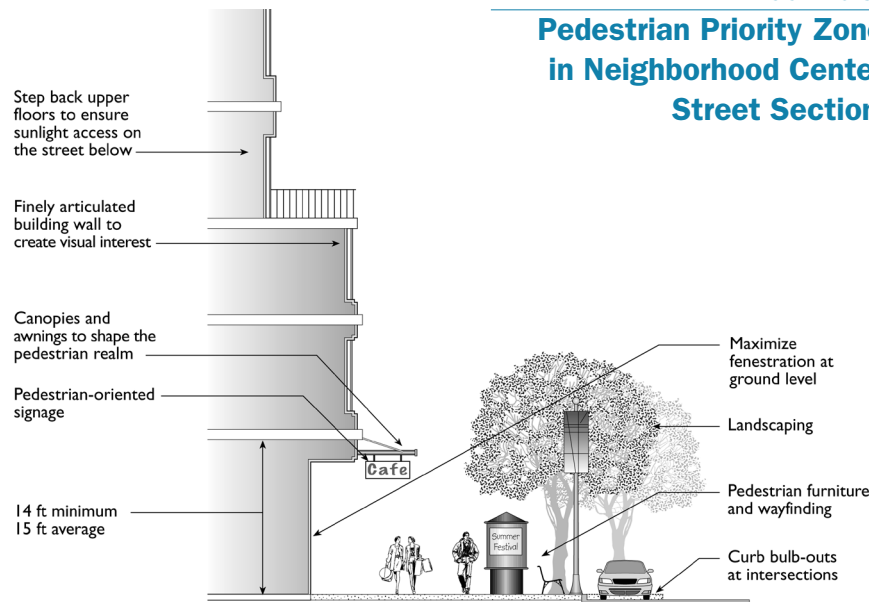 Pedestrian Priority Zone
in Neighborhood Cente
Street Section
Step back upper
floors to ensure
sunlight access on
the street below
Finely articulated
building wall to
create visual interest
Canopies and
awnings to shape the
pedestrian realm
Pedestrian-oriented
signage
14 ft minimum
15 ft average
Cafe
Summer
Festival
Maximize
fenestration at
ground level
Landscaping
Pedestrian furniture
and wayfinding
Curb bulb-outs
at intersections